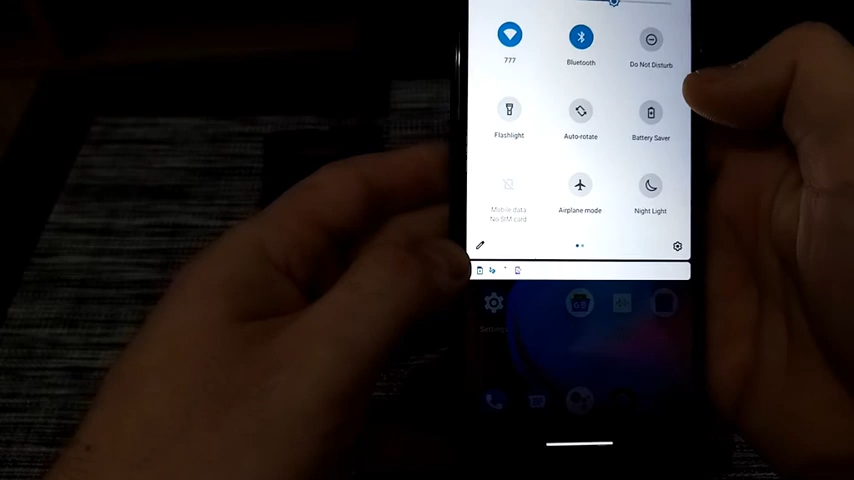 777
Bluetooth
Do Not Disturb
Flashlight
Auto-rotate
Battery Saver
Mobile data
No SIM card
Airplane mode
Night Light
Settings